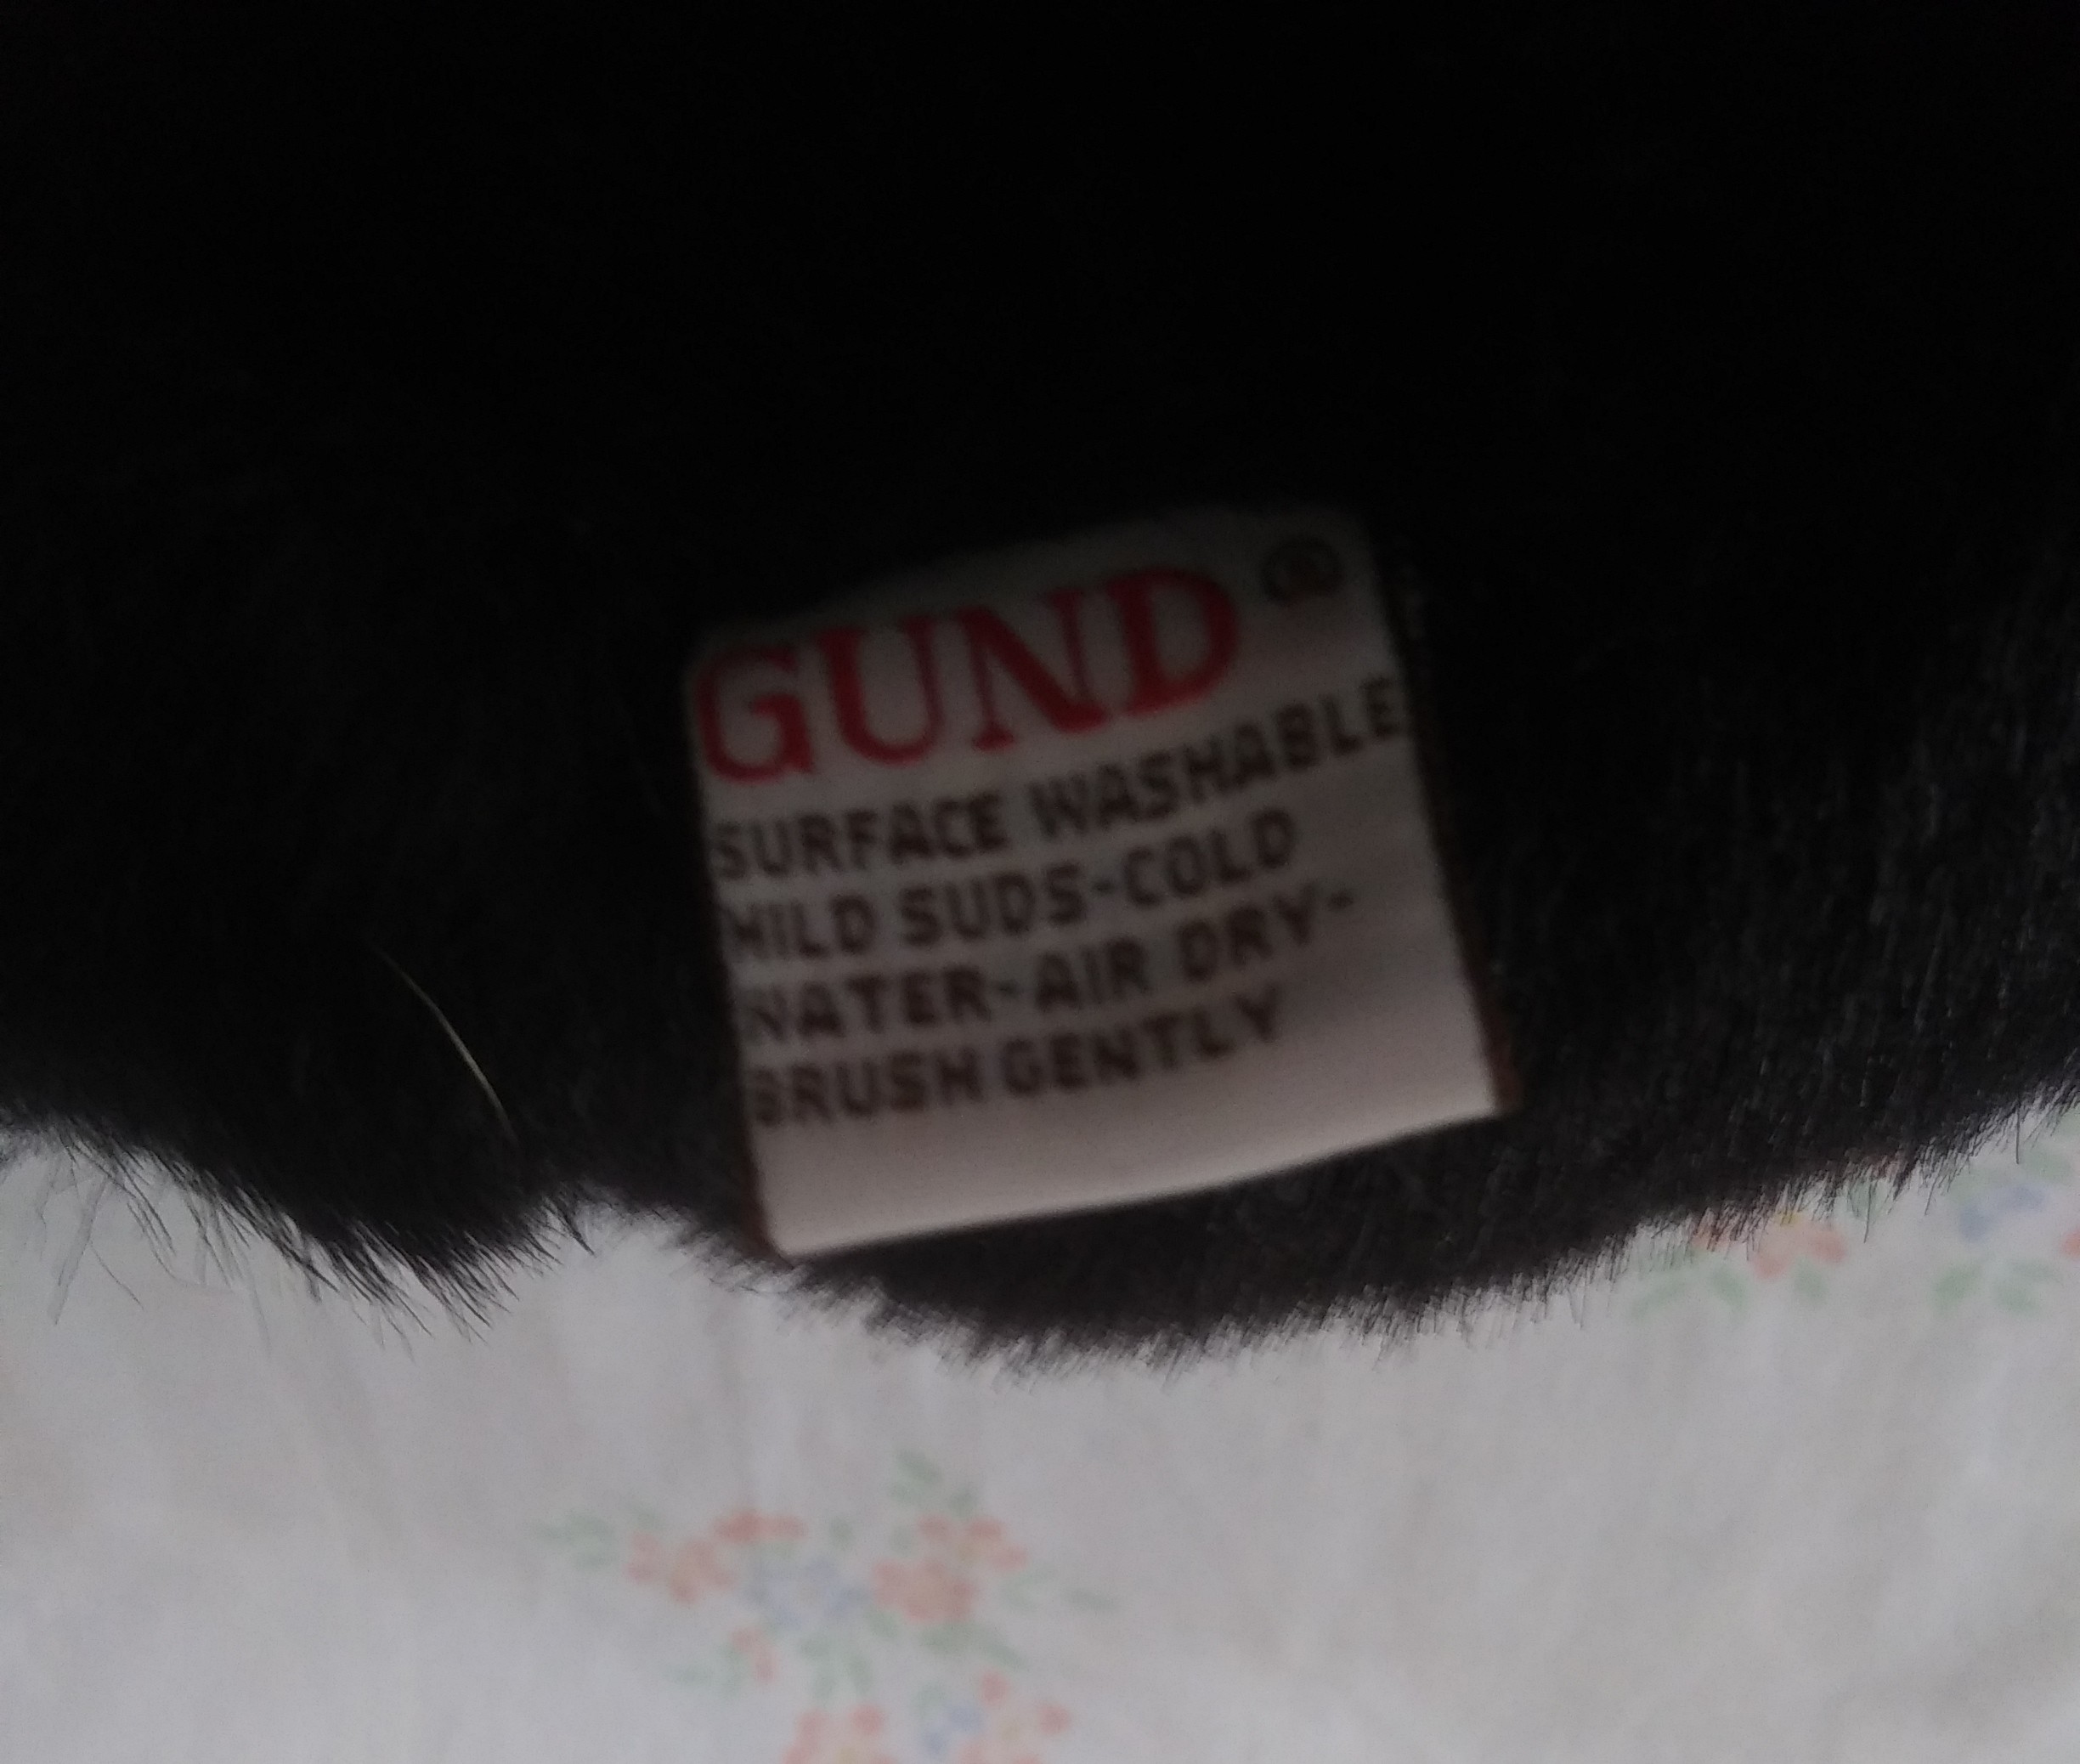 GUND ®
SURFACE WASHABLE
MILD SUDS-COLD
WATER-AIR DRY-
BRUSH GENTLY